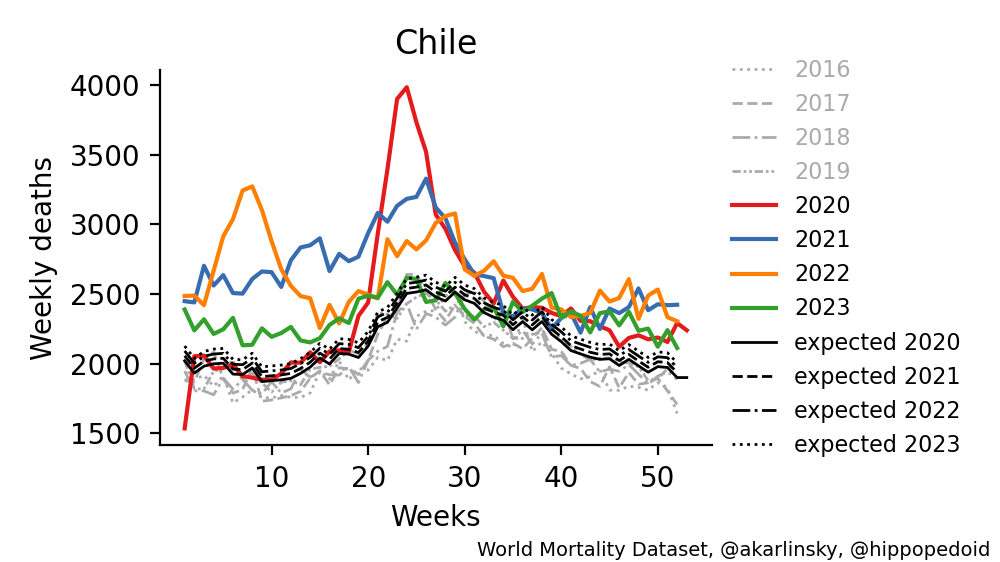 Chile
Weekly deaths
4000
3500
3000
2500
2000
1500
10 20 30 40 50
Weeks
2016
2017
2018
2019
2020
2021
2022
2023
expected 2020
expected 2021
expected 2022
expected 2023
World Mortality Dataset, @akarlinsky, @hippopedoid